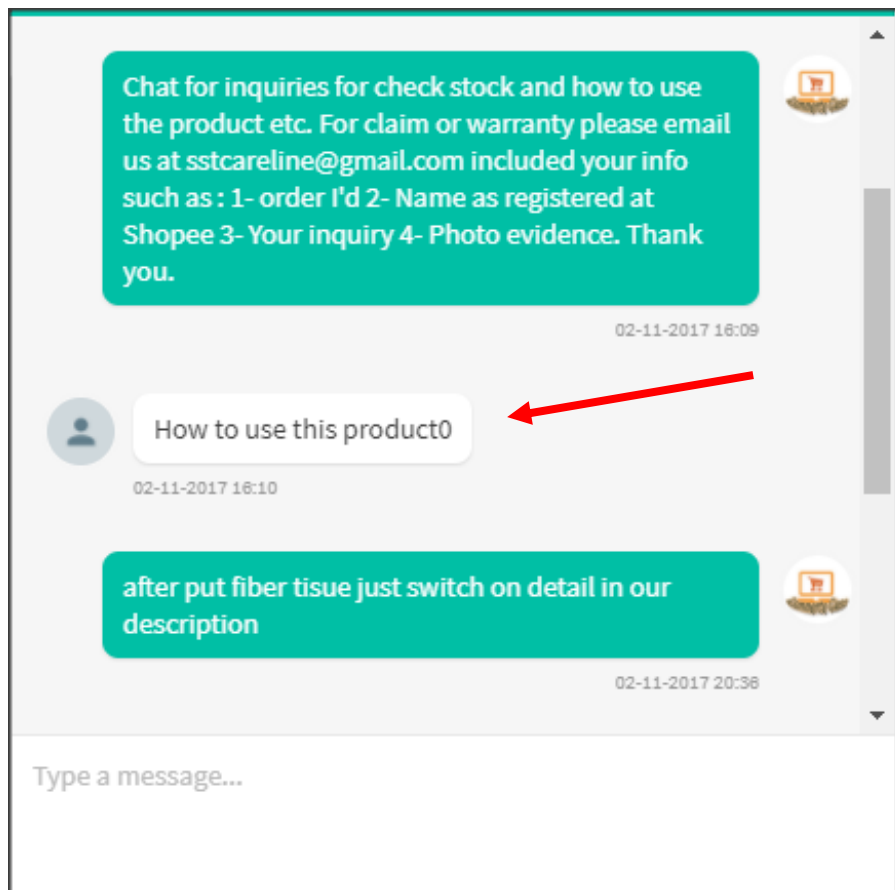 Chat for inquiries for check stock and how to use
the product etc. For claim or warranty please email
us at sstcareline@gmail.com included your info
such as : 1- order I'd 2- Name as registered at
Shopee 3- Your inquiry 4- Photo evidence. Thank
you.
02-11-2017 16:09
How to use this product0
02-11-2017 16:10
after put fiber tisue just switch on detail in our
description
02-11-2017 20:36
Type a message...